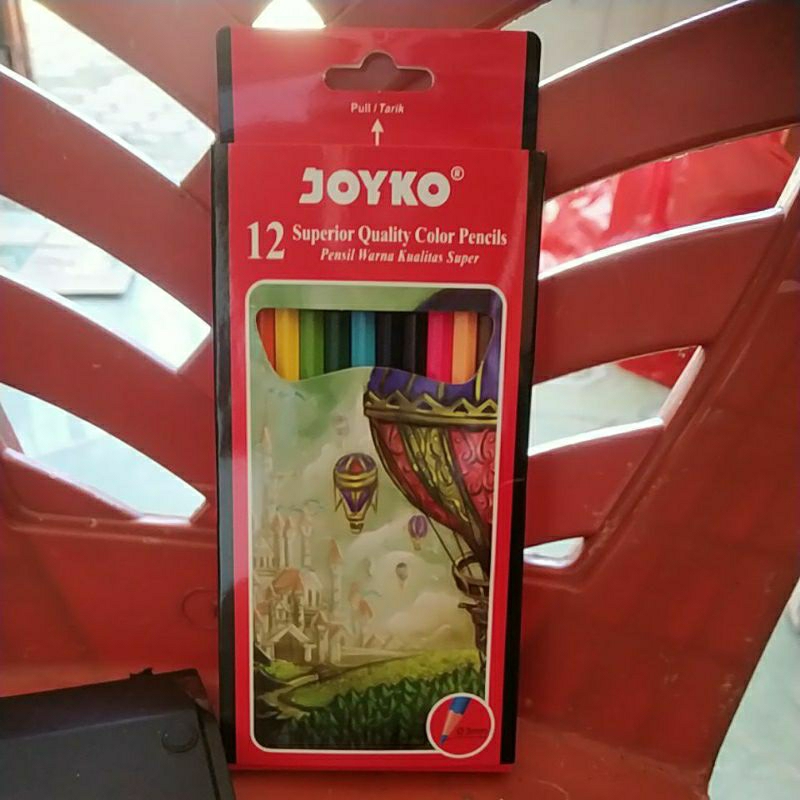 Pull / Tarik
JOYKO®
12 Superior Quality Color Pencils
Pensil Warna Kualitas Super